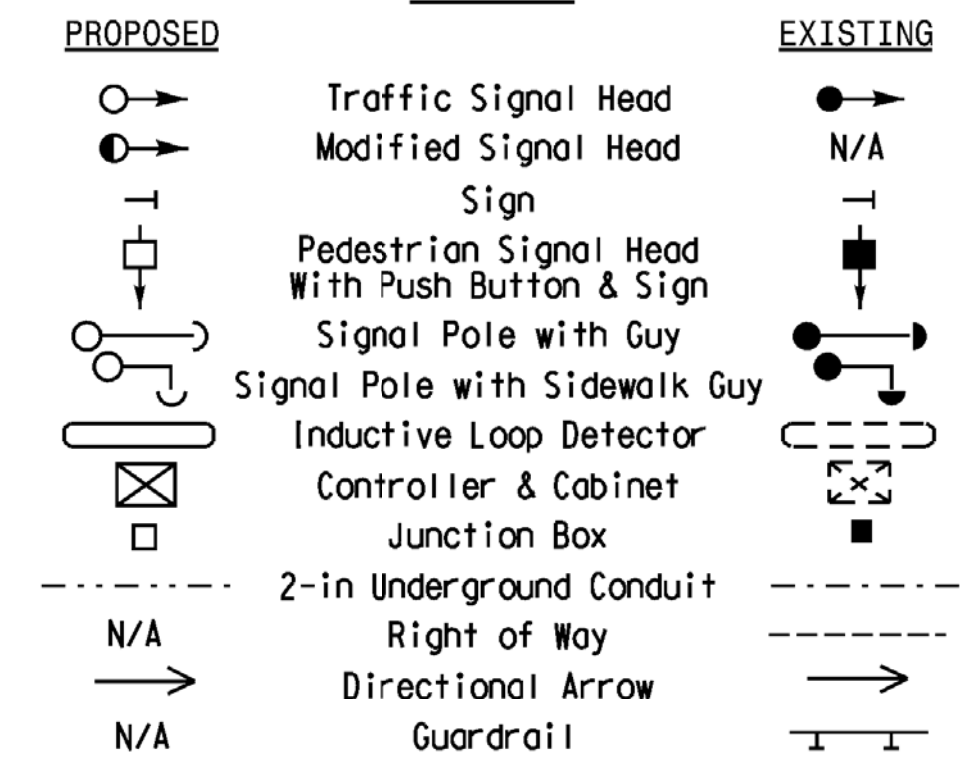 PROPOSED EXISTING
Traffic Signal Head
Modified Signal Head N/A
Sign
Pedestrian Signal Head
With Push Button & Sign
Signal Pole with Guy
Signal Pole with Sidewalk Guy
Inductive Loop Detector
Controller & Cabinet
Junction Box
2-in Underground Conduit
N/A Right of Way
Directional Arrow
N/A Guardrail